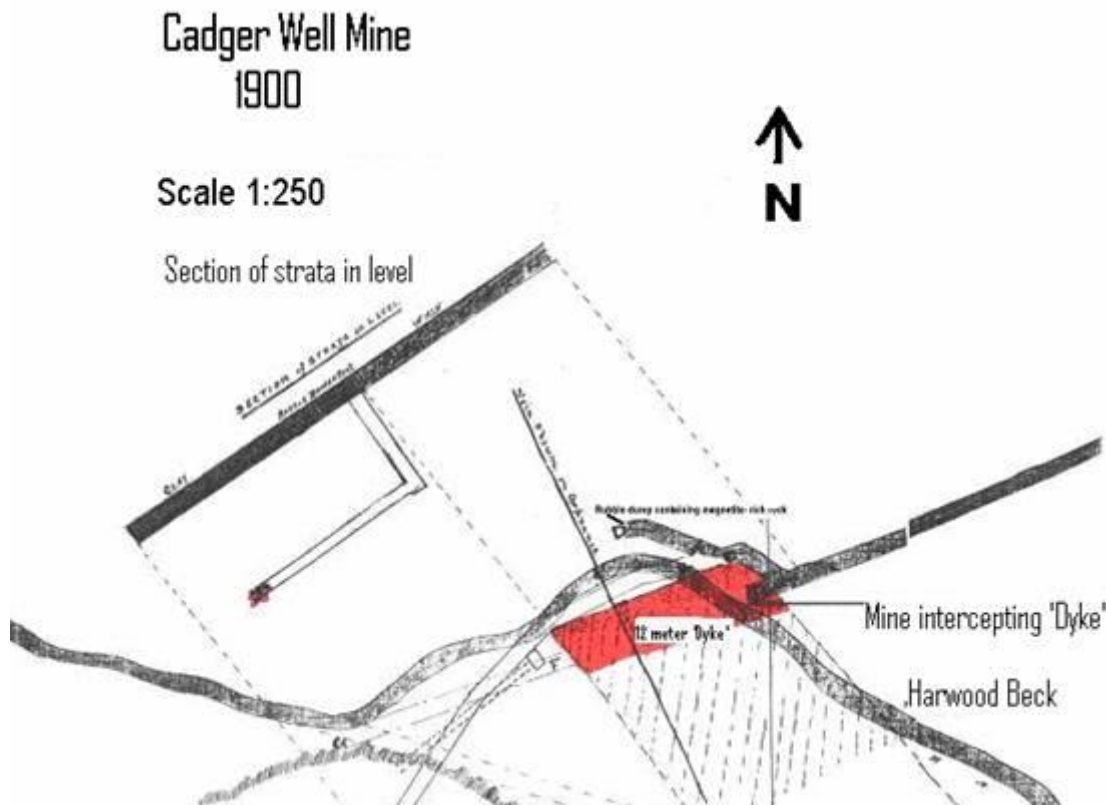 Cadger Well Mine
1900
N
Scale 1:250
Section of strata in level
SECTION of STRATA in LEVEL
CLAY
Rubble dump containing magnetite- rich rock
Mine intercepting 'Dyke'
12 meter 'Dyke'
F
Harwood Beck